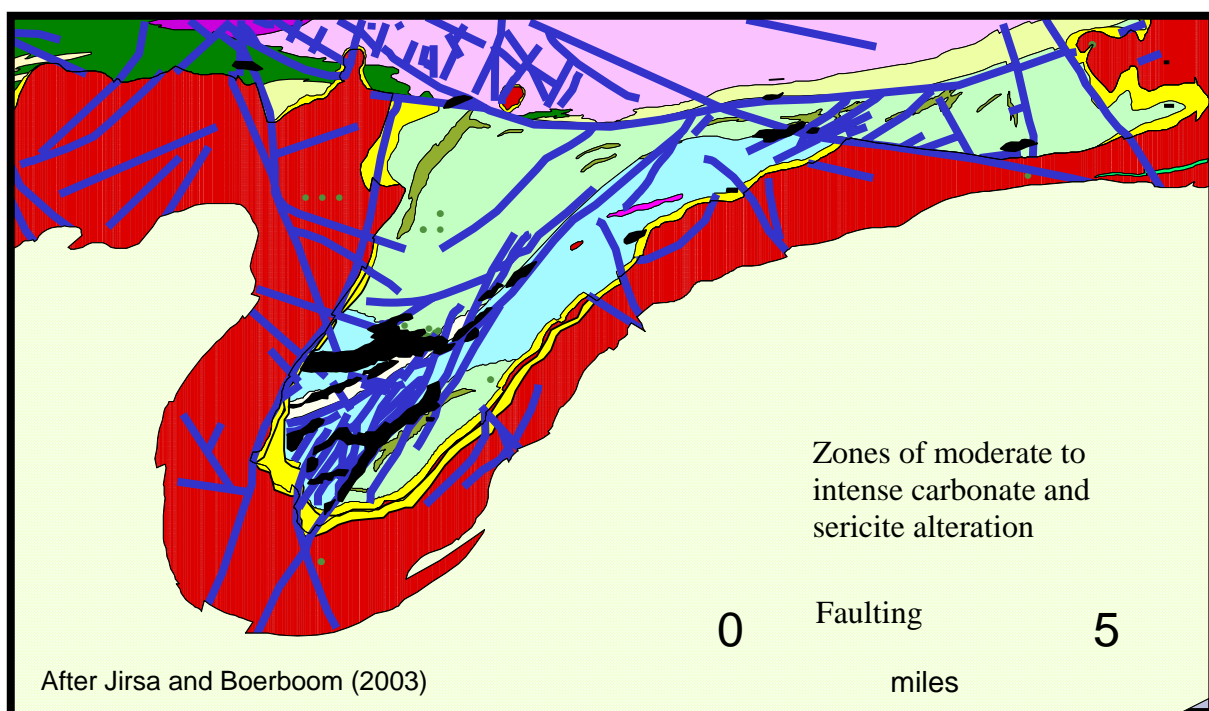 Zones of moderate to
intense carbonate and
sericite alteration
Faulting
0 5
miles
After Jirsa and Boerboom (2003)